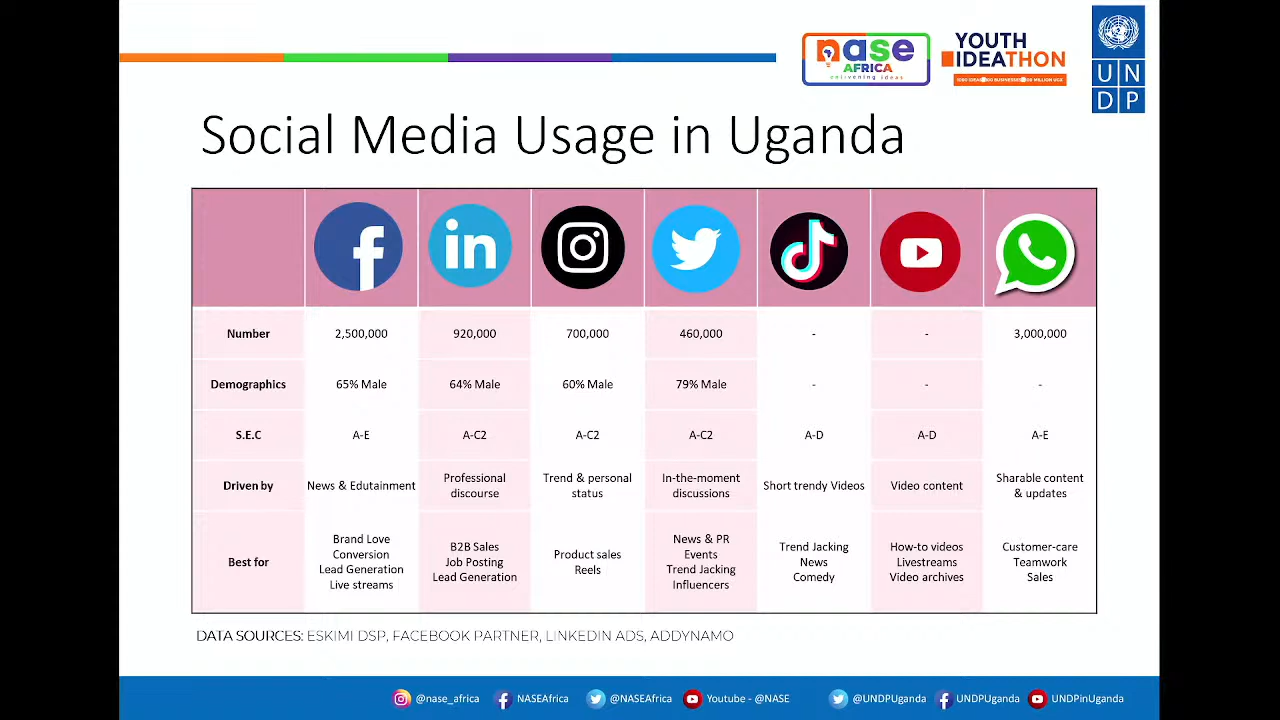 nase
AFRICA
enlivening ideas
YOUTH
IDEATHON
UN
DP
Social Media Usage in Uganda
Number 2,500,000 920,000 700,000 460,000 - - 3,000,000
Demographics 65% Male 64% Male 60% Male 79% Male - - -
S.E.C A-E A-C2 A-C2 A-C2 A-D A-D A-E
Driven by News & Edutainment Professional discourse Trend & personal status In-the-moment discussions Short trendy Videos Video content Sharable content & updates
Best for
Brand Love
Conversion
Lead Generation
Live streams
B2B Sales
Job Posting
Lead Generation
Product sales
Reels
News & PR
Events
Trend Jacking
Influencers
Trend Jacking
News
Comedy
How-to videos
Livestreams
Video archives
Customer-care
Teamwork
Sales
DATA SOURCES: ESKIMI DSP, FACEBOOK PARTNER, LINKEDIN ADS, ADDYNAMO
@nase_africa NASEAfrica @NASEAfrica Youtube - @NASE @UNDPUganda UNDPUganda UNDPinUganda